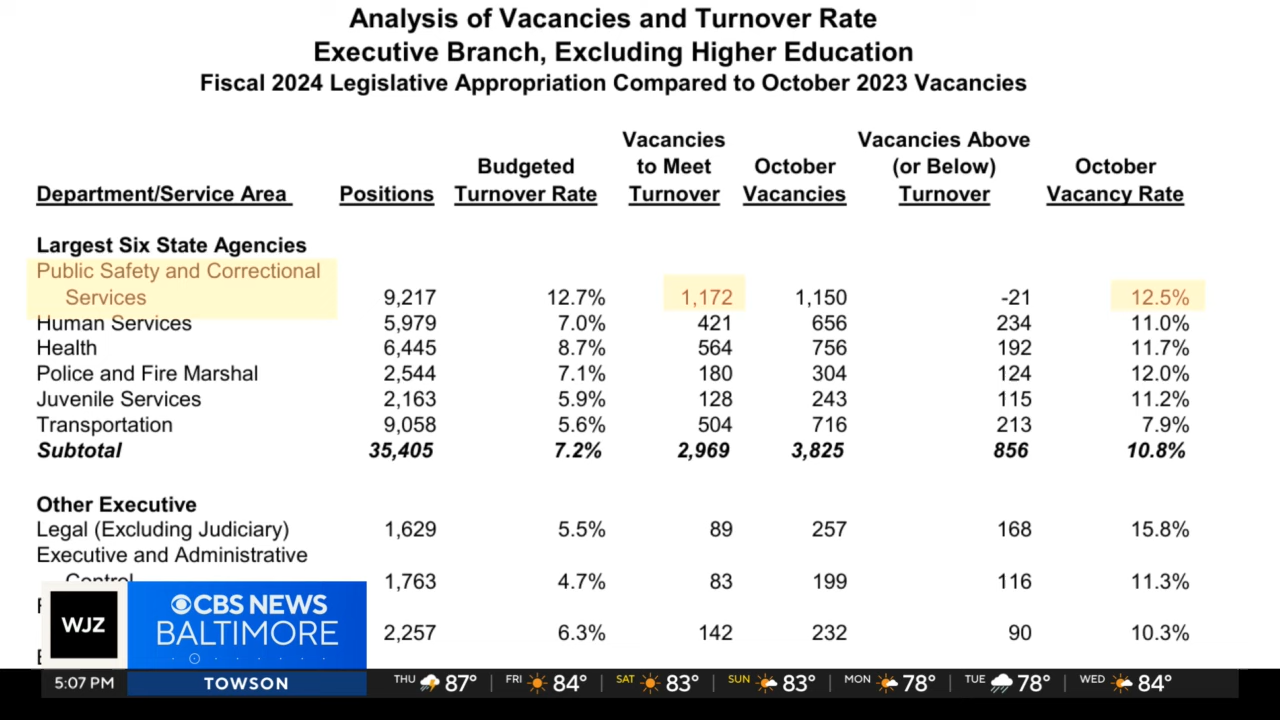 Analysis of Vacancies and Turnover Rate
Executive Branch, Excluding Higher Education
Fiscal 2024 Legislative Appropriation Compared to October 2023 Vacancies
Vacancies Vacancies Above
Budgeted to Meet October (or Below) October
Department/Service Area Positions Turnover Rate Turnover Vacancies Turnover Vacancy Rate
Largest Six State Agencies
Public Safety and Correctional
Services 9,217 12.7% 1,172 1,150 -21 12.5%
Human Services 5,979 7.0% 421 656 234 11.0%
Health 6,445 8.7% 564 756 192 11.7%
Police and Fire Marshal 2,544 7.1% 180 304 124 12.0%
Juvenile Services 2,163 5.9% 128 243 115 11.2%
Transportation 9,058 5.6% 504 716 213 7.9%
Subtotal 35,405 7.2% 2,969 3,825 856 10.8%
Other Executive
Legal (Excluding Judiciary) 1,629 5.5% 89 257 168 15.8%
Executive and Administrative
Control 1,763 4.7% 83 199 116 11.3%
2,257 6.3% 142 232 90 10.3%
WJZ
CBS NEWS
BALTIMORE
5:07 PM TOWSON THU 87° FRI 84° SAT 83° SUN 83° MON 78° TUE 78° WED 84°